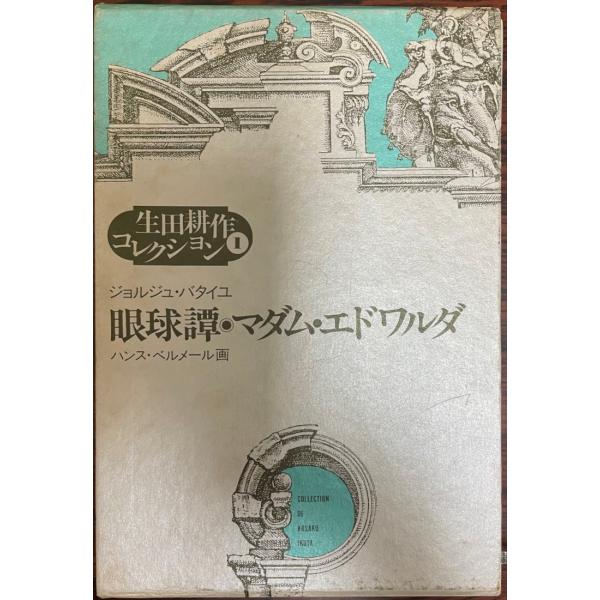 生田耕作
コレクション 1
ジョルジュ・バタイユ
眼球譚・マダム・エドワルダ
ハンス・ベルメール画
COLLECTION
DE
KOSAKU
IKUTA